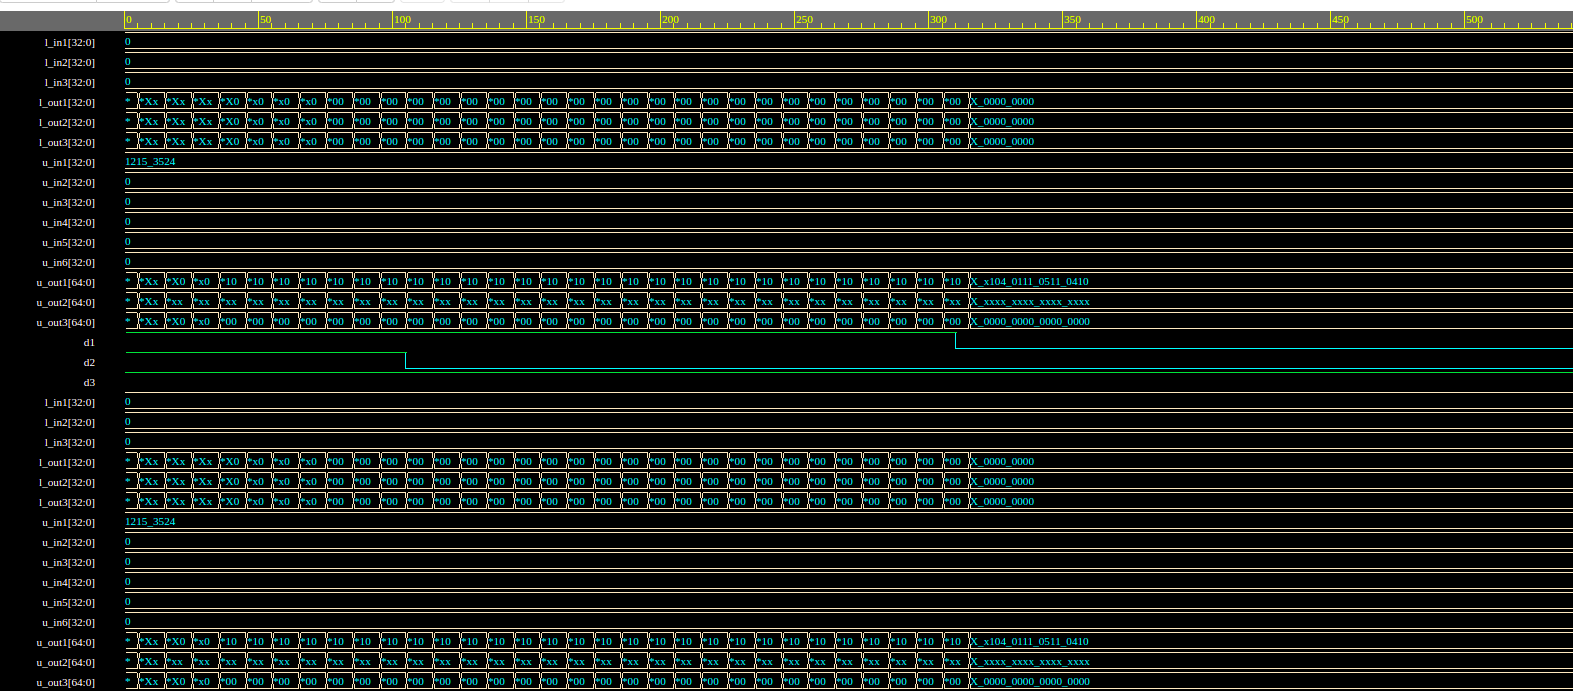 0 50 100 150 200 250 300 350 400 450 500
l_in1[32:0] 0
l_in2[32:0] 0
l_in3[32:0] 0
l_out1[32:0] * *Xx *Xx *Xx *X0 *x0 *x0 *x0 *00 *00 *00 *00 *00 *00 *00 *00 *00 *00 *00 *00 *00 *00 *00 *00 *00 *00 *00 *00 *00 *00 *00 *00 X_0000_0000
l_out2[32:0] * *Xx *Xx *Xx *X0 *x0 *x0 *x0 *00 *00 *00 *00 *00 *00 *00 *00 *00 *00 *00 *00 *00 *00 *00 *00 *00 *00 *00 *00 *00 *00 *00 *00 X_0000_0000
l_out3[32:0] * *Xx *Xx *Xx *X0 *x0 *x0 *x0 *00 *00 *00 *00 *00 *00 *00 *00 *00 *00 *00 *00 *00 *00 *00 *00 *00 *00 *00 *00 *00 *00 *00 *00 X_0000_0000
u_in1[32:0] 1215_3524
u_in2[32:0] 0
u_in3[32:0] 0
u_in4[32:0] 0
u_in5[32:0] 0
u_in6[32:0] 0
u_out1[64:0] * *Xx *X0 *x0 *10 *10 *10 *10 *10 *10 *10 *10 *10 *10 *10 *10 *10 *10 *10 *10 *10 *10 *10 *10 *10 *10 *10 *10 *10 *10 *10 *10 X_x104_0111_0511_0410
u_out2[64:0] * *Xx *xx *xx *xx *xx *xx *xx *xx *xx *xx *xx *xx *xx *xx *xx *xx *xx *xx *xx *xx *xx *xx *xx *xx *xx *xx *xx *xx *xx *xx *xx X_xxxx_xxxx_xxxx_xxxx
u_out3[64:0] * *Xx *X0 *x0 *00 *00 *00 *00 *00 *00 *00 *00 *00 *00 *00 *00 *00 *00 *00 *00 *00 *00 *00 *00 *00 *00 *00 *00 *00 *00 *00 *00 X_0000_0000_0000_0000
d1
d2
d3
l_in1[32:0] 0
l_in2[32:0] 0
l_in3[32:0] 0
l_out1[32:0] * *Xx *Xx *Xx *X0 *x0 *x0 *x0 *00 *00 *00 *00 *00 *00 *00 *00 *00 *00 *00 *00 *00 *00 *00 *00 *00 *00 *00 *00 *00 *00 *00 *00 X_0000_0000
l_out2[32:0] * *Xx *Xx *Xx *X0 *x0 *x0 *x0 *00 *00 *00 *00 *00 *00 *00 *00 *00 *00 *00 *00 *00 *00 *00 *00 *00 *00 *00 *00 *00 *00 *00 *00 X_0000_0000
l_out3[32:0] * *Xx *Xx *Xx *X0 *x0 *x0 *x0 *00 *00 *00 *00 *00 *00 *00 *00 *00 *00 *00 *00 *00 *00 *00 *00 *00 *00 *00 *00 *00 *00 *00 *00 X_0000_0000
u_in1[32:0] 1215_3524
u_in2[32:0] 0
u_in3[32:0] 0
u_in4[32:0] 0
u_in5[32:0] 0
u_in6[32:0] 0
u_out1[64:0] * *Xx *X0 *x0 *10 *10 *10 *10 *10 *10 *10 *10 *10 *10 *10 *10 *10 *10 *10 *10 *10 *10 *10 *10 *10 *10 *10 *10 *10 *10 *10 *10 X_x104_0111_0511_0410
u_out2[64:0] * *Xx *xx *xx *xx *xx *xx *xx *xx *xx *xx *xx *xx *xx *xx *xx *xx *xx *xx *xx *xx *xx *xx *xx *xx *xx *xx *xx *xx *xx *xx *xx X_xxxx_xxxx_xxxx_xxxx
u_out3[64:0] * *Xx *X0 *x0 *00 *00 *00 *00 *00 *00 *00 *00 *00 *00 *00 *00 *00 *00 *00 *00 *00 *00 *00 *00 *00 *00 *00 *00 *00 *00 *00 *00 X_0000_0000_0000_0000